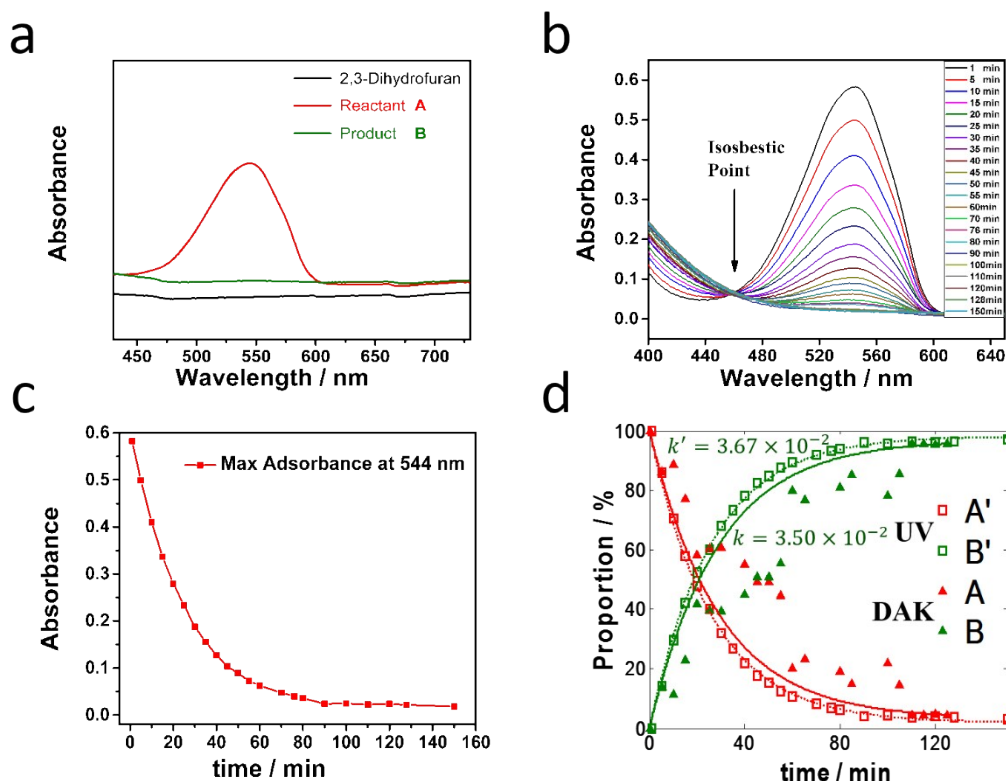 a
Absorbance
2,3-Dihydrofuran
Reactant A
Product B
450 500 550 600 650 700
Wavelength / nm
b
Absorbance
0.6
0.5
0.4
0.3
0.2
0.1
0.0
Isosbestic
Point
1 min
5 min
10 min
15 min
20 min
25 min
30 min
35 min
40 min
45 min
50 min
55 min
60min
70 min
76 min
80 min
90 min
100min
110min
120min
128min
150min
400 440 480 520 560 600 640
Wavelength / nm
c
Absorbance
0.6
0.5
0.4
0.3
0.2
0.1
0.0
Max Adsorbance at 544 nm
0 20 40 60 80 100 120 140 160
time / min
d
Proportion / %
100
80
60
40
20
0
k' = 3.67 × 10⁻²
k = 3.50 × 10⁻²
UV
DAK
A'
B'
A
B
0 40 80 120
time / min